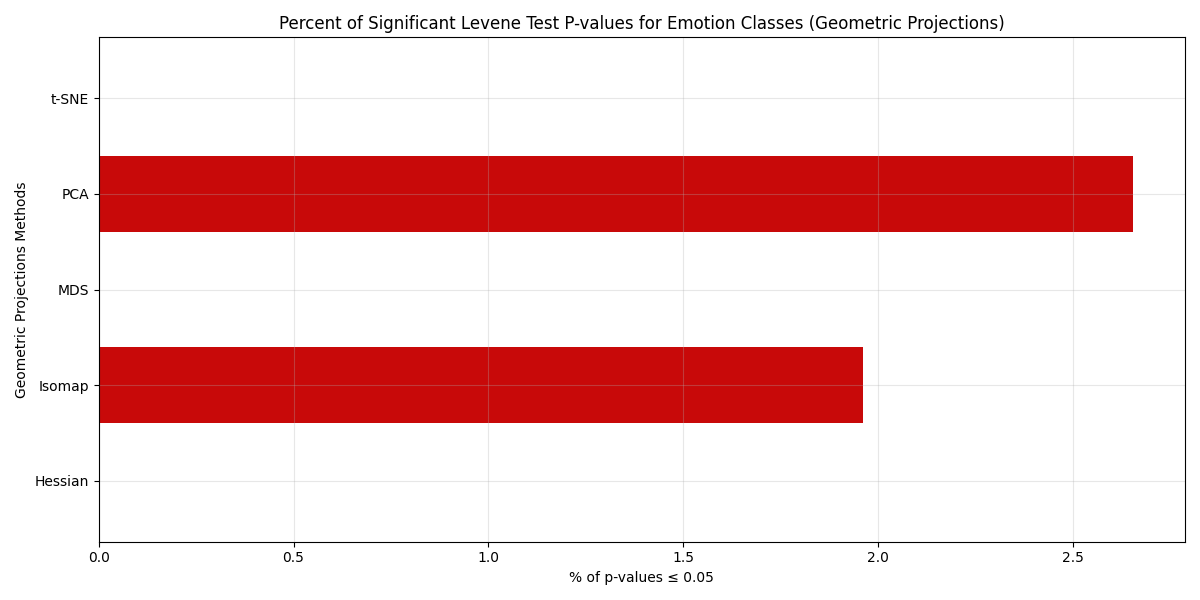 Percent of Significant Levene Test P-values for Emotion Classes (Geometric Projections)
Geometric Projections Methods
t-SNE
PCA
MDS
Isomap
Hessian
0.0 0.5 1.0 1.5 2.0 2.5
% of p-values ≤ 0.05